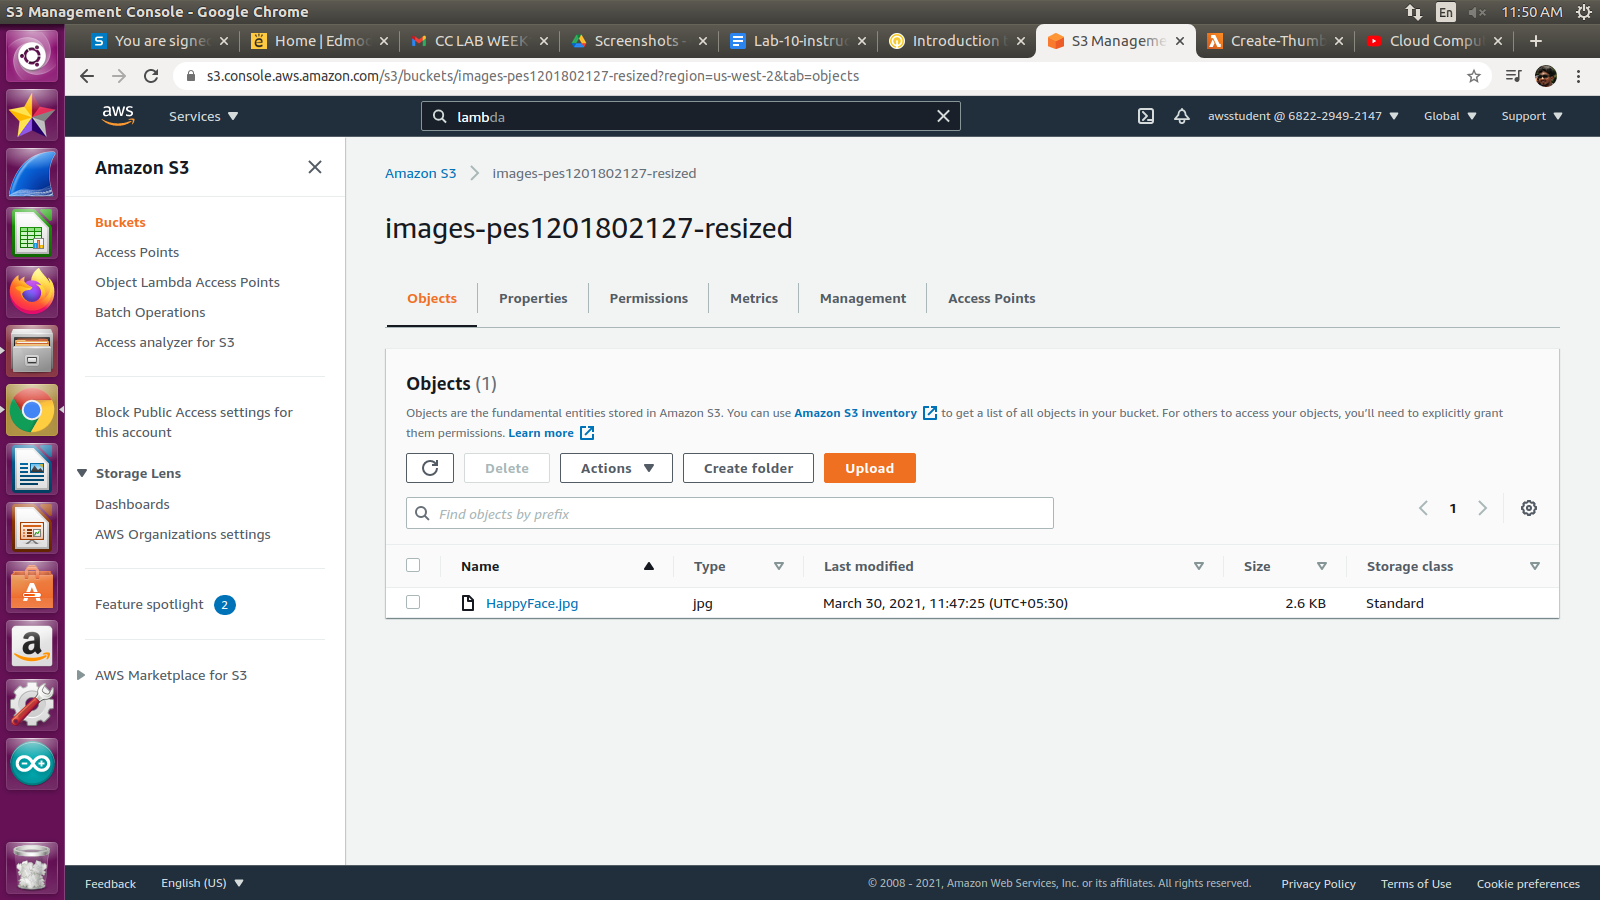 S3 Management Console - Google Chrome
En
11:50 AM
You are signe
Home | Edmo
CC LAB WEEK
Screenshots -
Lab-10-instru
Introduction
S3 Manageme
Create-Thumb
Cloud Compu
s3.console.aws.amazon.com/s3/buckets/images-pes1201802127-resized?region=us-west-2&tab=objects
aws
Services
lambda
awsstudent @ 6822-2949-2147
Global
Support
Amazon S3
Buckets
Access Points
Object Lambda Access Points
Batch Operations
Access analyzer for S3
Block Public Access settings for
this account
Storage Lens
Dashboards
AWS Organizations settings
Feature spotlight 2
AWS Marketplace for S3
Amazon S3
images-pes1201802127-resized
images-pes1201802127-resized
Objects
Properties
Permissions
Metrics
Management
Access Points
Objects (1)
Objects are the fundamental entities stored in Amazon S3. You can use Amazon S3 inventory to get a list of all objects in your bucket. For others to access your objects, you'll need to explicitly grant
them permissions. Learn more
Delete
Actions
Create folder
Upload
Find objects by prefix
1
Name
Type
Last modified
Size
Storage class
HappyFace.jpg
jpg
March 30, 2021, 11:47:25 (UTC+05:30)
2.6 KB
Standard
Feedback
English (US)
© 2008 - 2021, Amazon Web Services, Inc. or its affiliates. All rights reserved.
Privacy Policy
Terms of Use
Cookie preferences